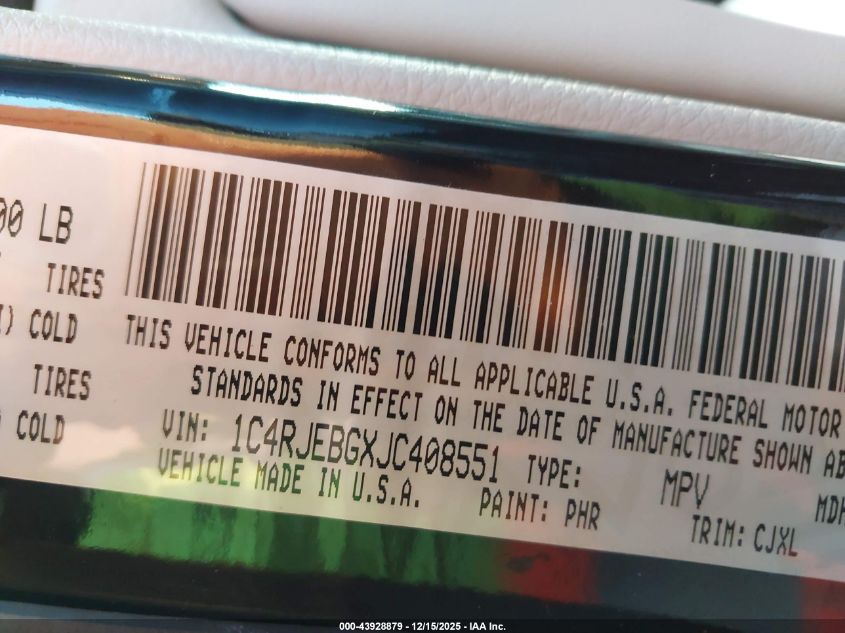 00 LB
TIRES
) COLD
TIRES
COLD
THIS VEHICLE CONFORMS TO ALL APPLICABLE U.S.A. FEDERAL MOTOR
STANDARDS IN EFFECT ON THE DATE OF MANUFACTURE SHOWN AB
VIN: 1C4RJEBGXJC408551 TYPE: MPV MDH
VEHICLE MADE IN U.S.A. PAINT: PHR TRIM: CJXL
000-43928879 - 12/15/2025 - IAA Inc.